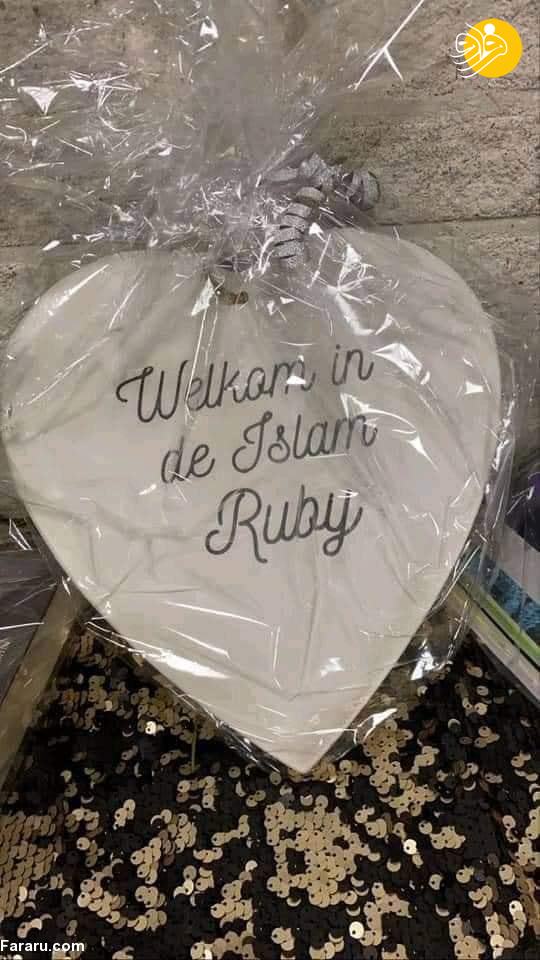 Welkom in
de Islam
Ruby
Fararu.com